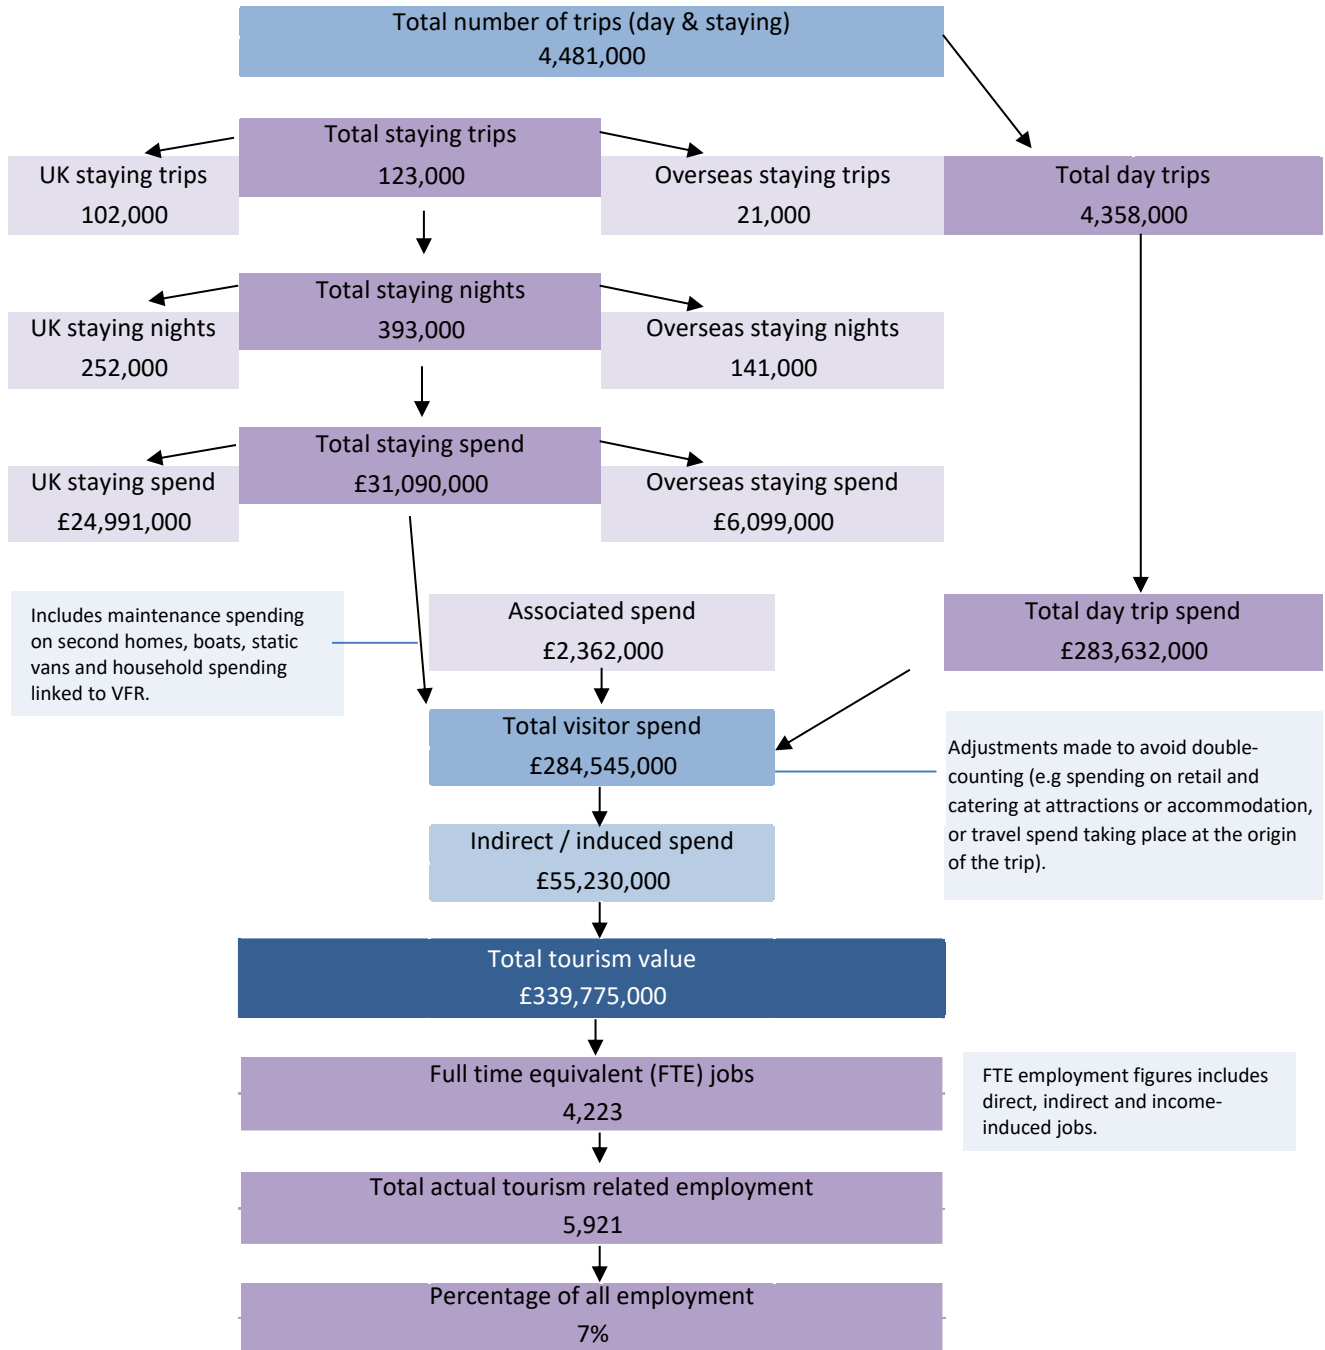 Total number of trips (day & staying)
4,481,000
Total staying trips
123,000
UK staying trips
102,000
Overseas staying trips
21,000
Total day trips
4,358,000
Total staying nights
393,000
UK staying nights
252,000
Overseas staying nights
141,000
Total staying spend
£31,090,000
UK staying spend
£24,991,000
Overseas staying spend
£6,099,000
Includes maintenance spending
on second homes, boats, static
vans and household spending
linked to VFR.
Associated spend
£2,362,000
Total day trip spend
£283,632,000
Total visitor spend
£284,545,000
Adjustments made to avoid double-
counting (e.g spending on retail and
catering at attractions or accommodation,
or travel spend taking place at the origin
of the trip).
Indirect / induced spend
£55,230,000
Total tourism value
£339,775,000
Full time equivalent (FTE) jobs
4,223
FTE employment figures includes
direct, indirect and income-
induced jobs.
Total actual tourism related employment
5,921
Percentage of all employment
7%